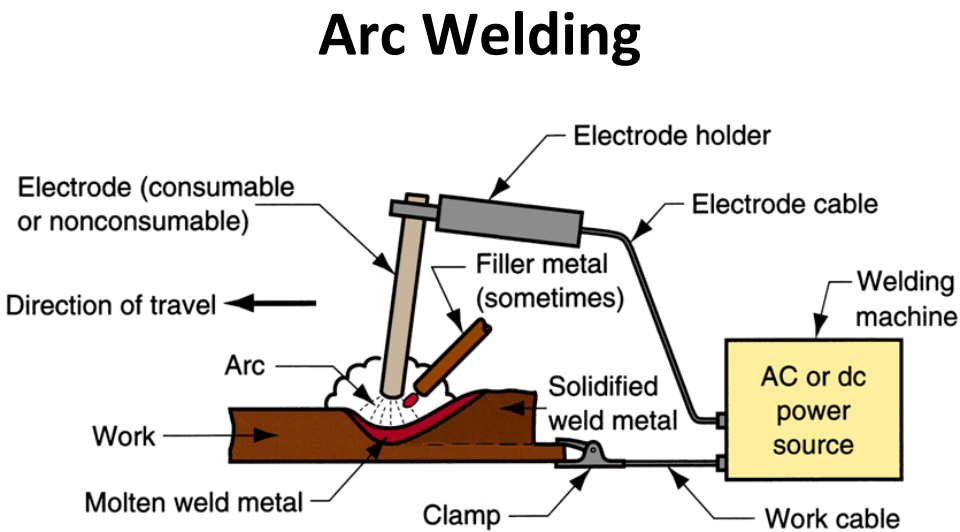 Arc Welding
Electrode holder
Electrode (consumable
or nonconsumable)
Electrode cable
Filler metal
(sometimes)
Direction of travel
Welding
machine
Arc
Solidified
weld metal
AC or dc
power
source
Work
Molten weld metal
Clamp
Work cable